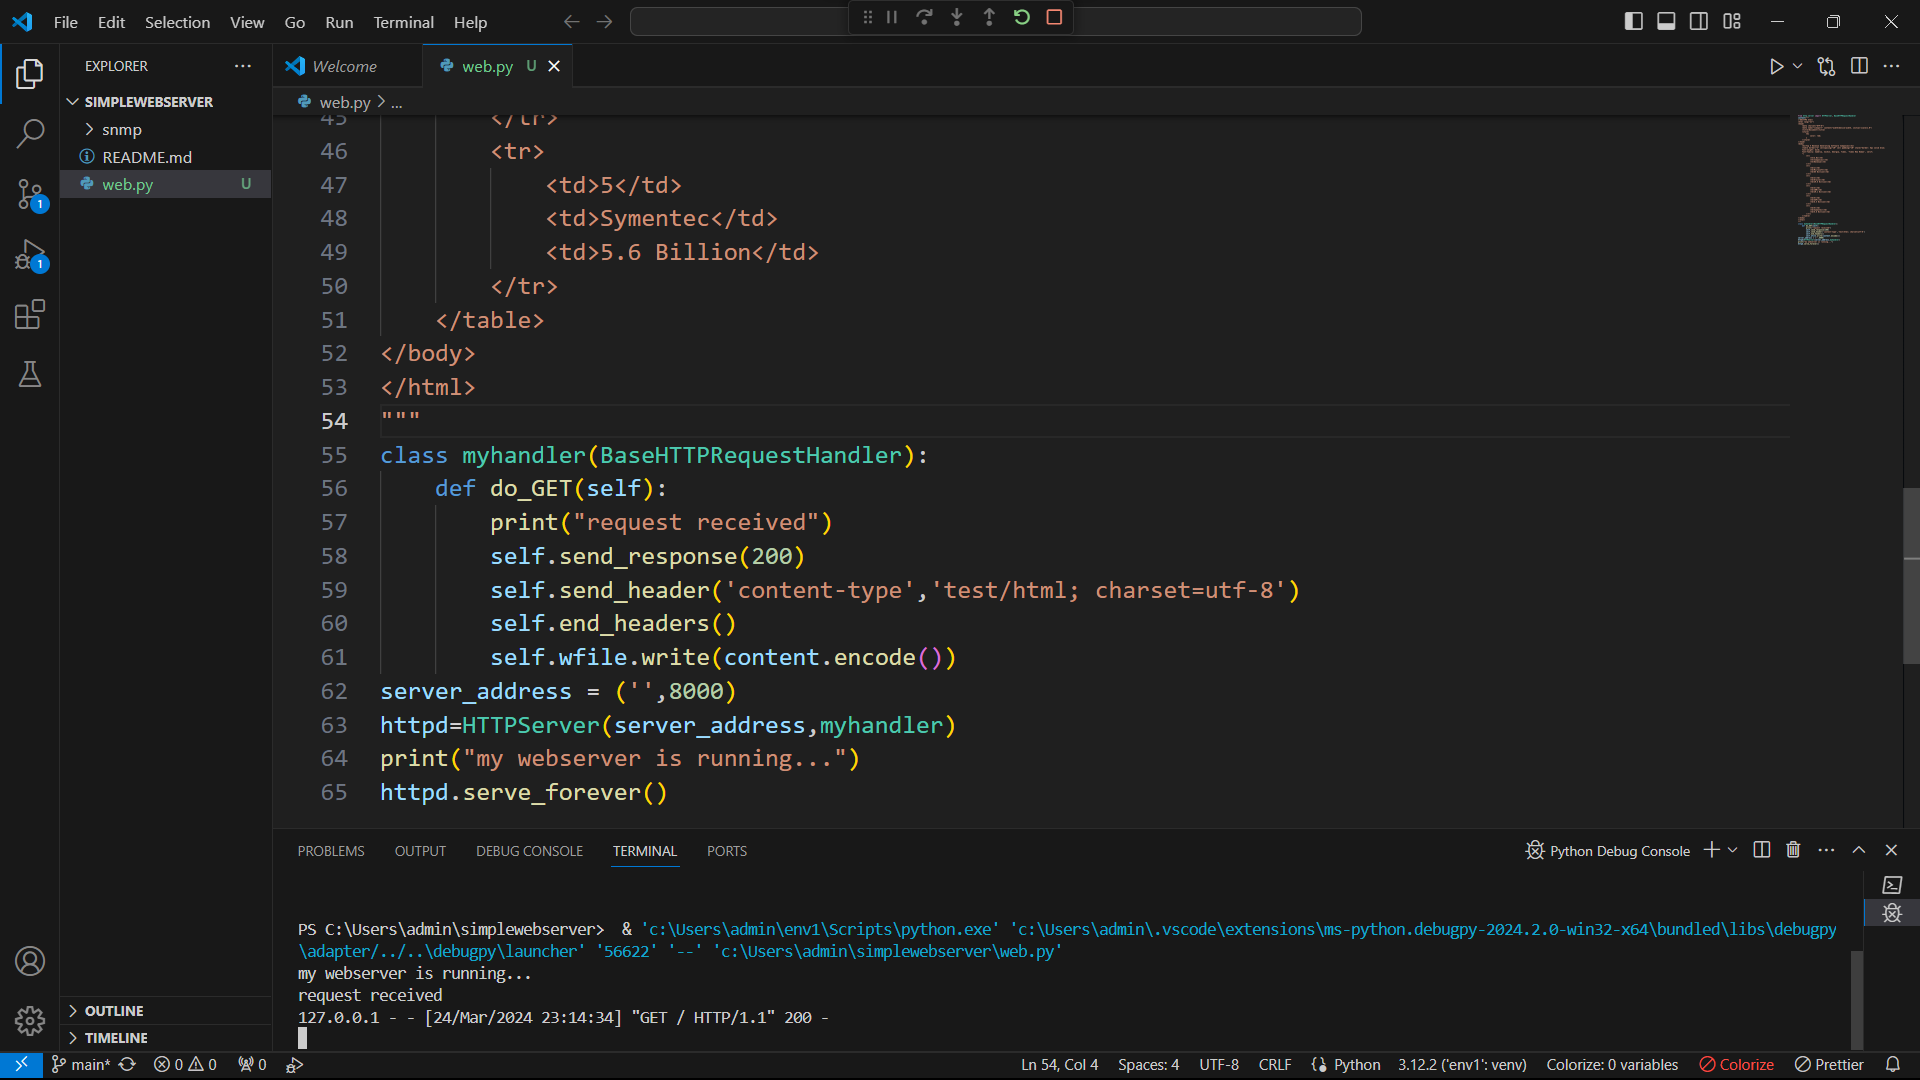 File Edit Selection View Go Run Terminal Help
EXPLORER
Welcome
web.py U
SIMPLEWEBSERVER
snmp
README.md
web.py U
web.py > ...
45 </tr>
46 <tr>
47 <td>5</td>
48 <td>Symentec</td>
49 <td>5.6 Billion</td>
50 </tr>
51 </table>
52 </body>
53 </html>
54 """
55 class myhandler(BaseHTTPRequestHandler):
56 def do_GET(self):
57 print("request received")
58 self.send_response(200)
59 self.send_header('content-type','test/html; charset=utf-8')
60 self.end_headers()
61 self.wfile.write(content.encode())
62 server_address = ('',8000)
63 httpd=HTTPServer(server_address,myhandler)
64 print("my webserver is running...")
65 httpd.serve_forever()
1
1
PROBLEMS OUTPUT DEBUG CONSOLE TERMINAL PORTS
Python Debug Console
PS C:\Users\admin\simplewebserver>  & 'c:\Users\admin\env1\Scripts\python.exe' 'c:\Users\admin\.vscode\extensions\ms-python.debugpy-2024.2.0-win32-x64\bundled\libs\debugpy
\adapter/../..\debugpy\launcher' '56622' '--' 'c:\Users\admin\simplewebserver\web.py'
my webserver is running...
request received
127.0.0.1 - - [24/Mar/2024 23:14:34] "GET / HTTP/1.1" 200 -
OUTLINE
TIMELINE
main* 0 0 0 Ln 54, Col 4 Spaces: 4 UTF-8 CRLF Python 3.12.2 ('env1': venv) Colorize: 0 variables Colorize Prettier